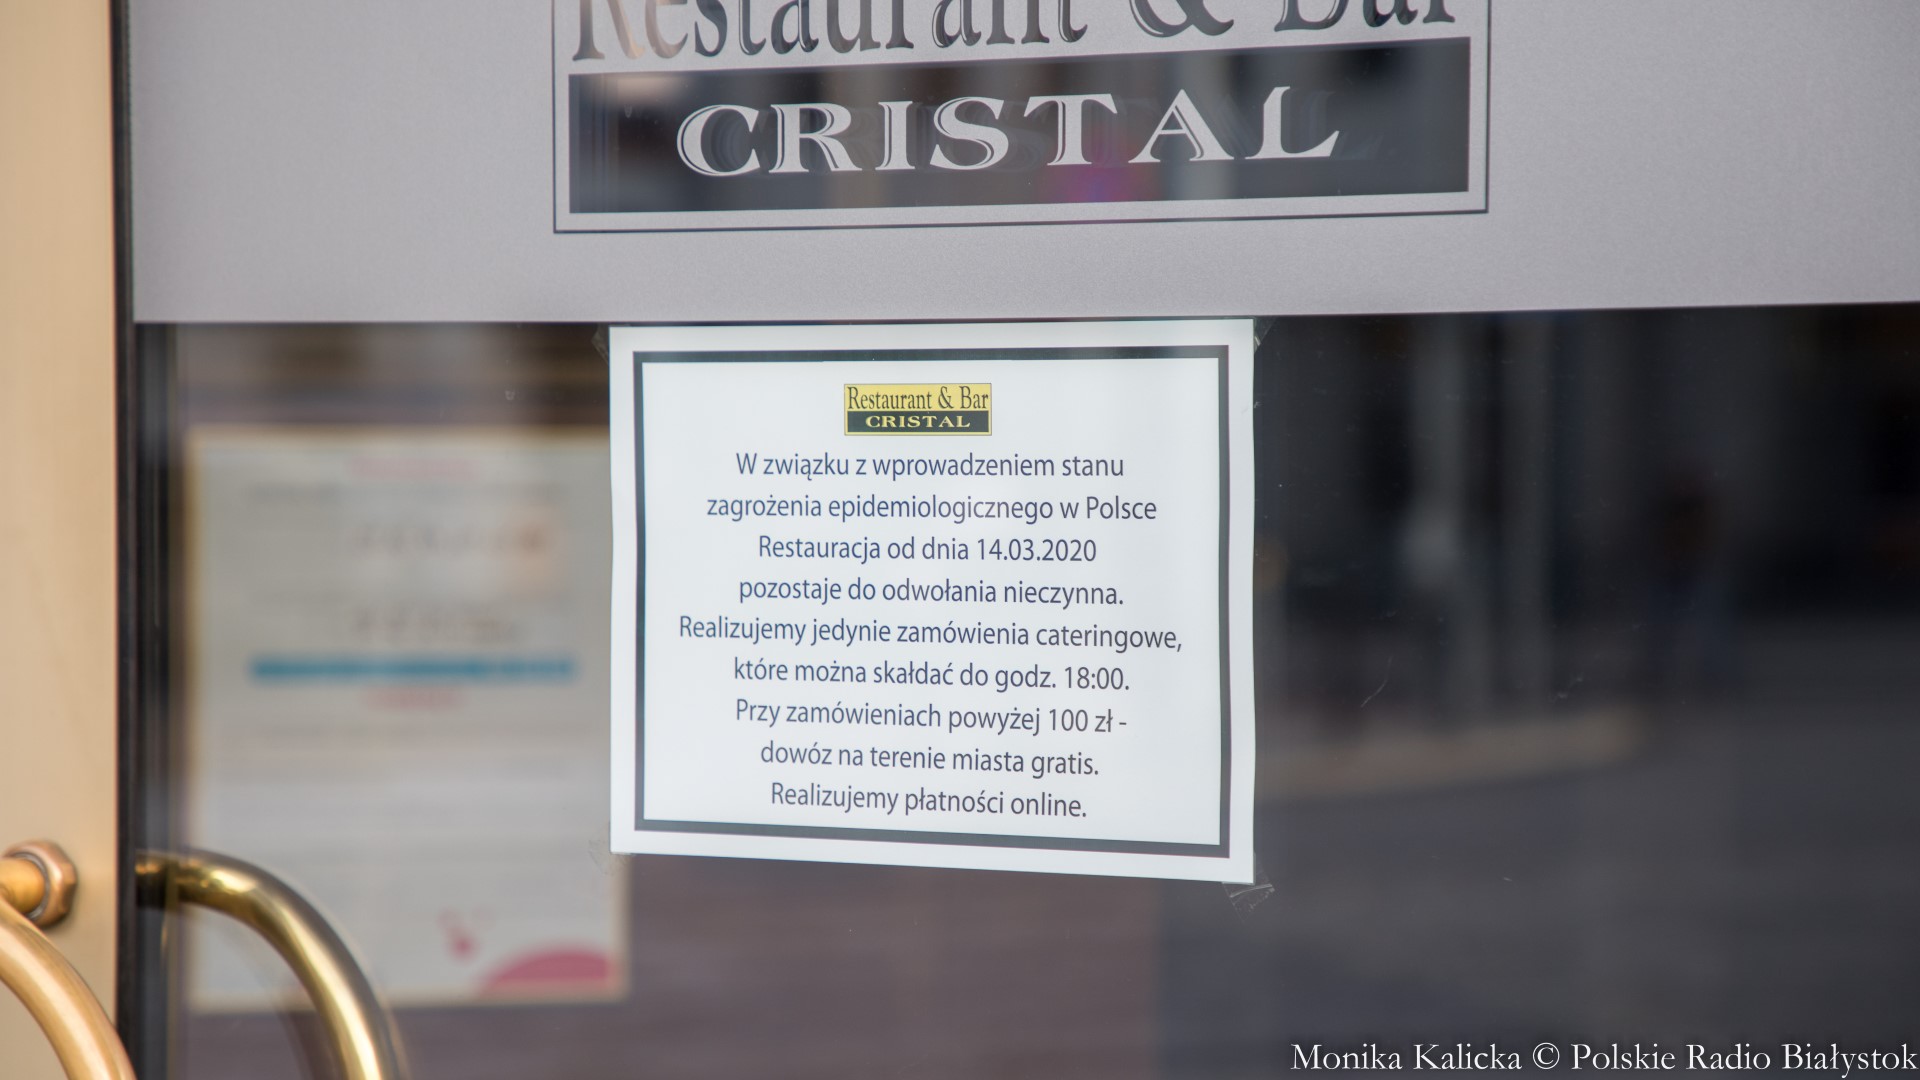 Restaurant & Bar
CRISTAL
Restaurant & Bar
CRISTAL
W związku z wprowadzeniem stanu
zagrożenia epidemiologicznego w Polsce
Restauracja od dnia 14.03.2020
pozostaje do odwołania nieczynna.
Realizujemy jedynie zamówienia cateringowe,
które można skałdać do godz. 18:00.
Przy zamówieniach powyżej 100 zł -
dowóz na terenie miasta gratis.
Realizujemy płatności online.
Monika Kalicka © Polskie Radio Białystok